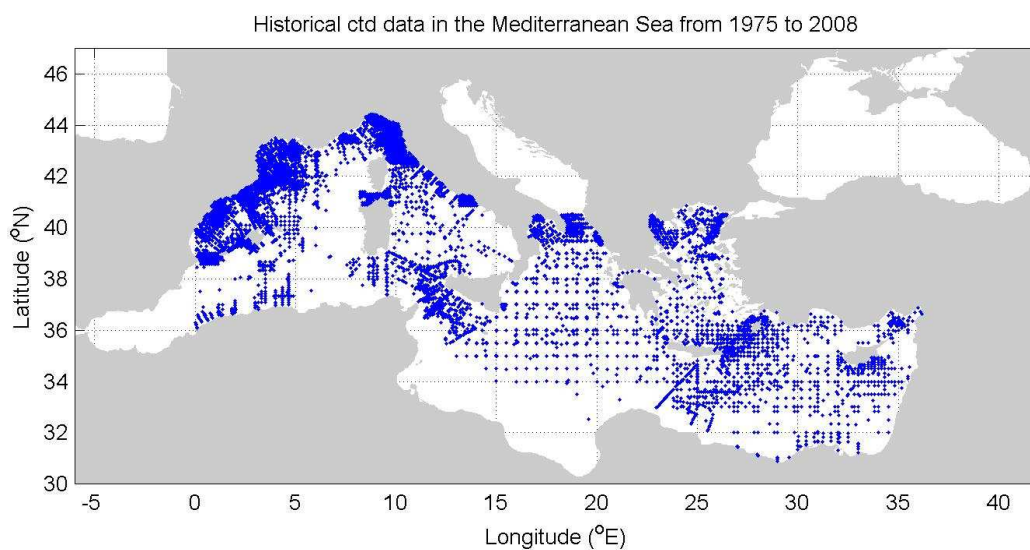 Historical ctd data in the Mediterranean Sea from 1975 to 2008
46
44
42
40
38
36
34
32
30
Latitude (°N)
-5 0 5 10 15 20 25 30 35 40
Longitude (°E)